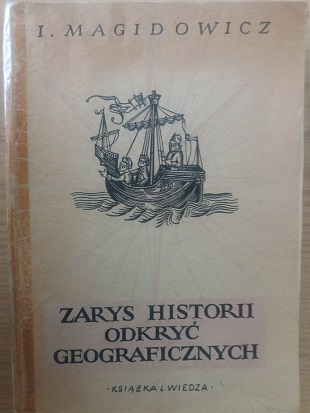 I. MAGIDOWICZ
ZARYS HISTORII
ODKRYĆ
GEOGRAFICZNYCH
· KSIĄŻKA I WIEDZA ·